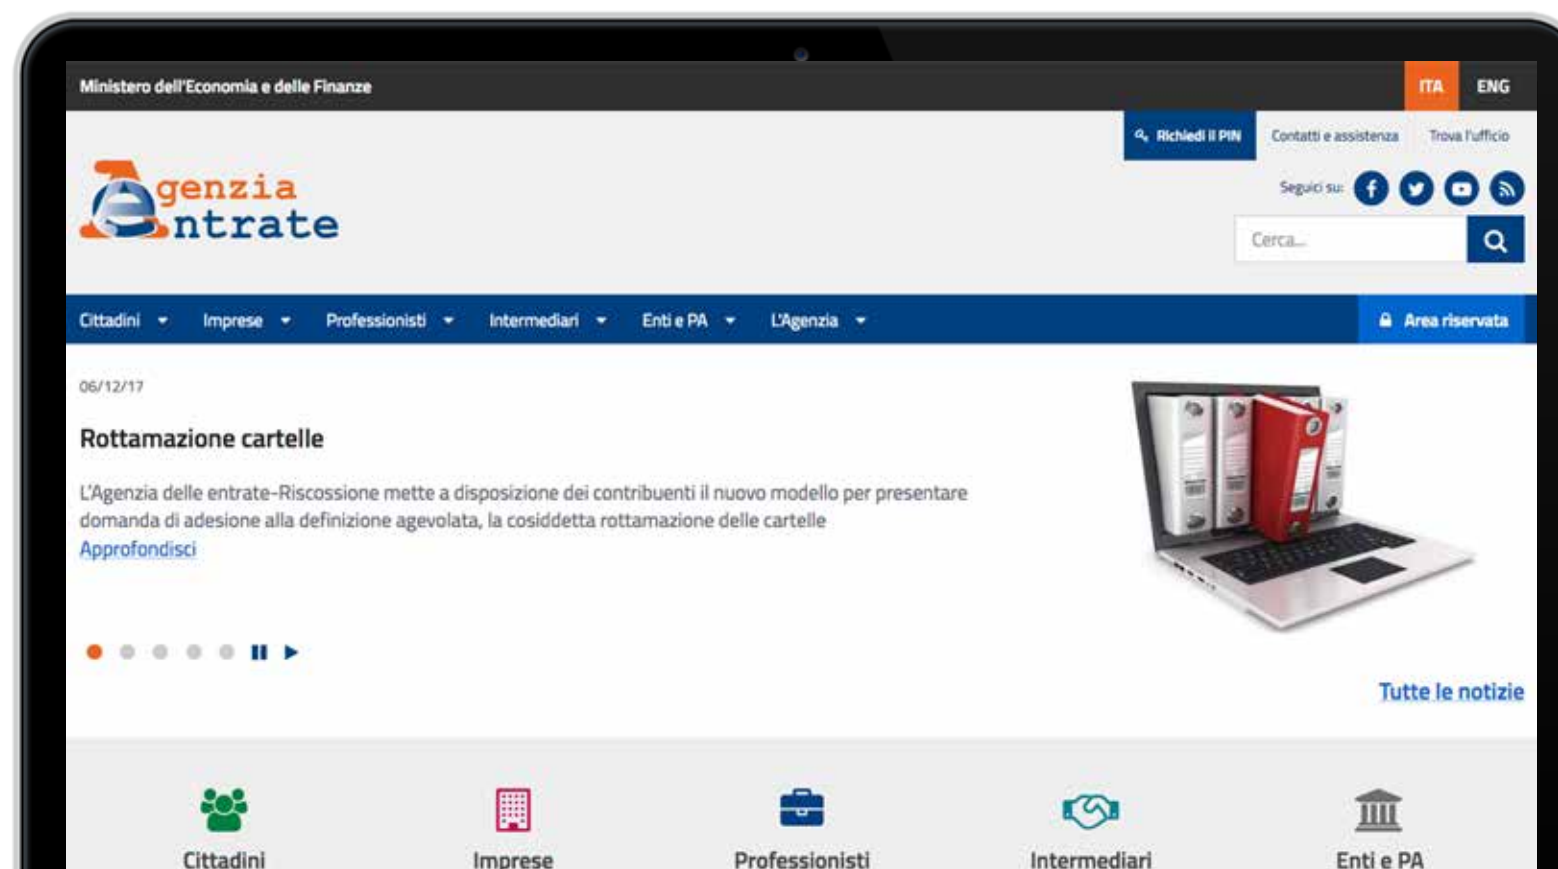 Ministero dell'Economia e delle Finanze
ITA ENG
Richiedi il PIN Contatti e assistenza Trova l'ufficio
Agenzia
entrate
Seguici su:
Cerca...
Cittadini Imprese Professionisti Intermediari Enti e PA L'Agenzia Area riservata
06/12/17
Rottamazione cartelle
L'Agenzia delle entrate-Riscossione mette a disposizione dei contribuenti il nuovo modello per presentare
domanda di adesione alla definizione agevolata, la cosiddetta rottamazione delle cartelle
Approfondisci
Tutte le notizie
Cittadini Imprese Professionisti Intermediari Enti e PA